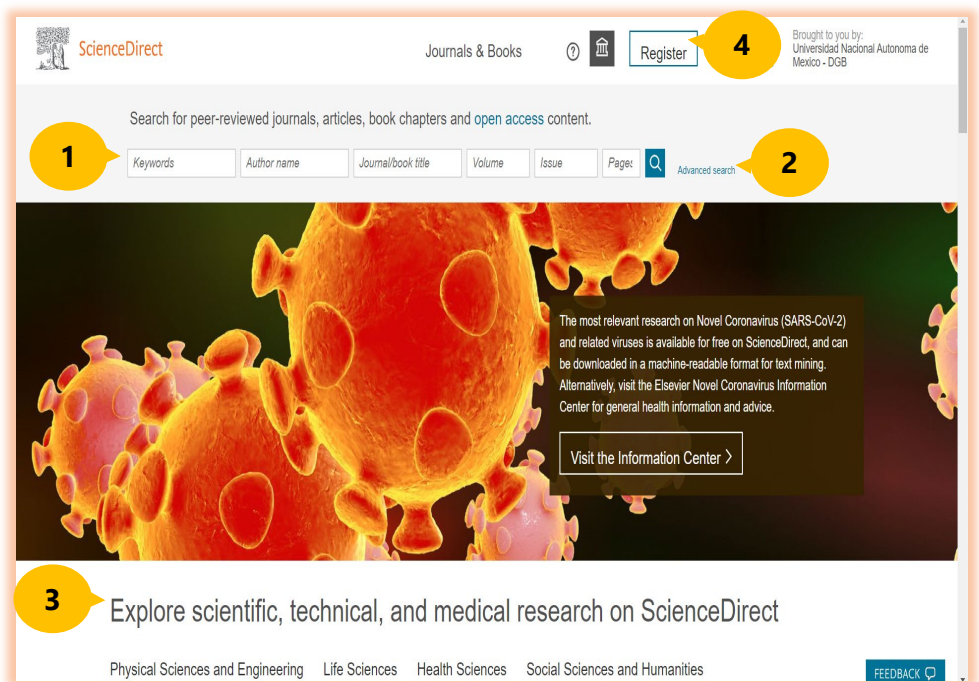 ScienceDirect
Journals & Books
?
Register
4
Brought to you by:
Universidad Nacional Autonoma de
Mexico - DGB
Search for peer-reviewed journals, articles, book chapters and open access content.
1
Keywords
Author name
Journal/book title
Volume
Issue
Pages
Advanced search
2
The most relevant research on Novel Coronavirus (SARS-CoV-2)
and related viruses is available for free on ScienceDirect, and can
be downloaded in a machine-readable format for text mining.
Alternatively, visit the Elsevier Novel Coronavirus Information
Center for general health information and advice.
Visit the Information Center >
3
Explore scientific, technical, and medical research on ScienceDirect
Physical Sciences and Engineering Life Sciences Health Sciences Social Sciences and Humanities
FEEDBACK